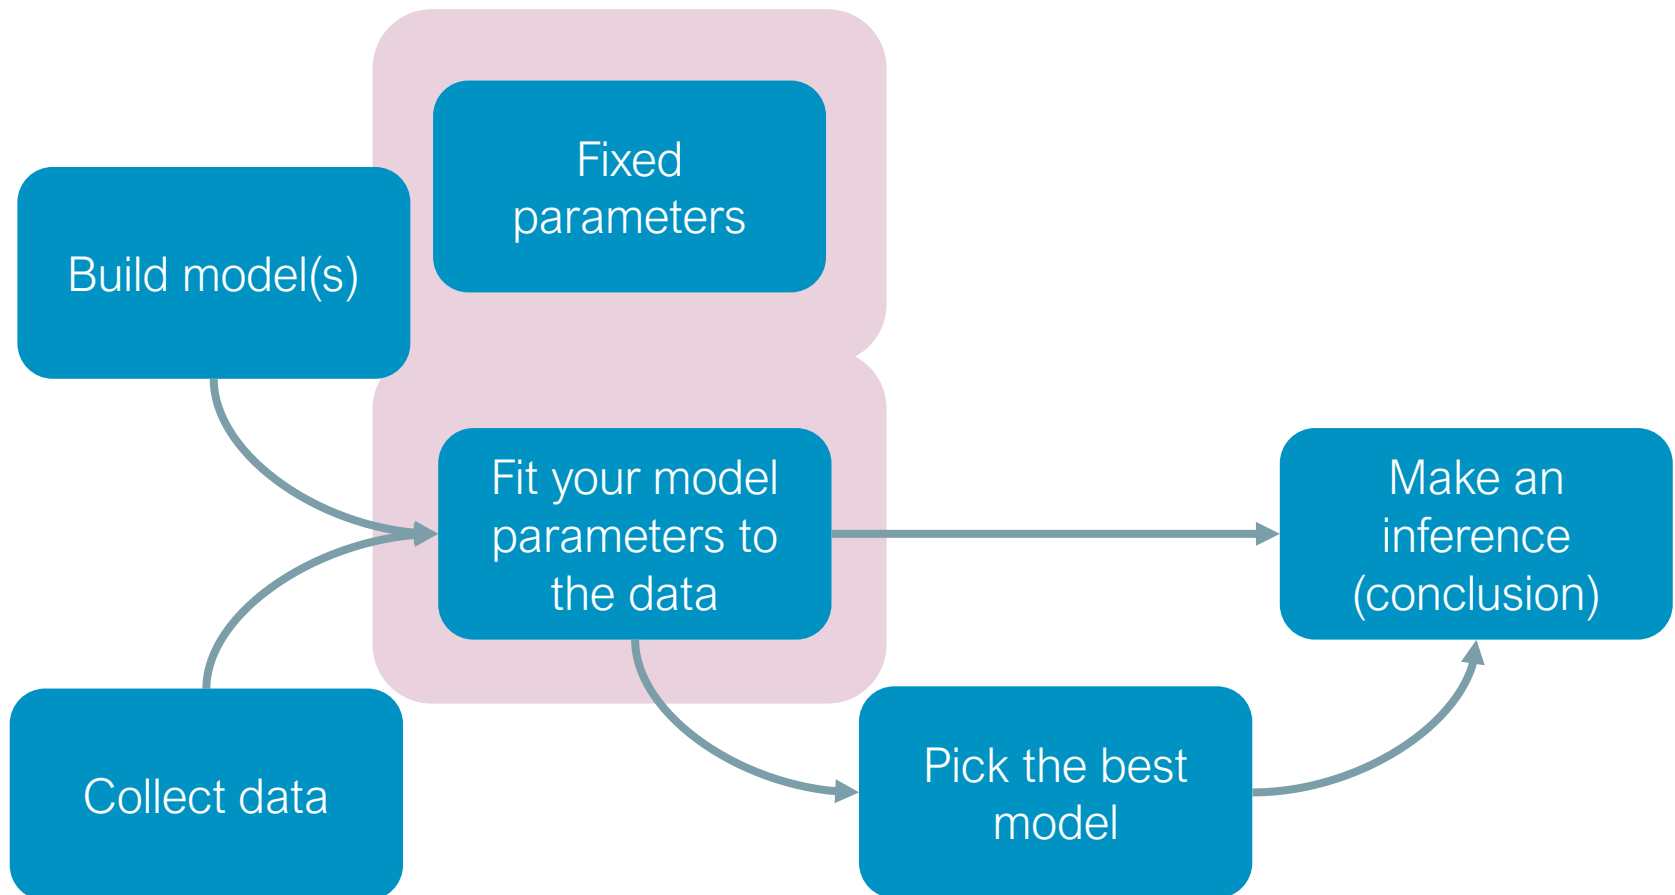 Fixed
parameters
Build model(s)
Fit your model
parameters to
the data
Make an
inference
(conclusion)
Collect data
Pick the best
model